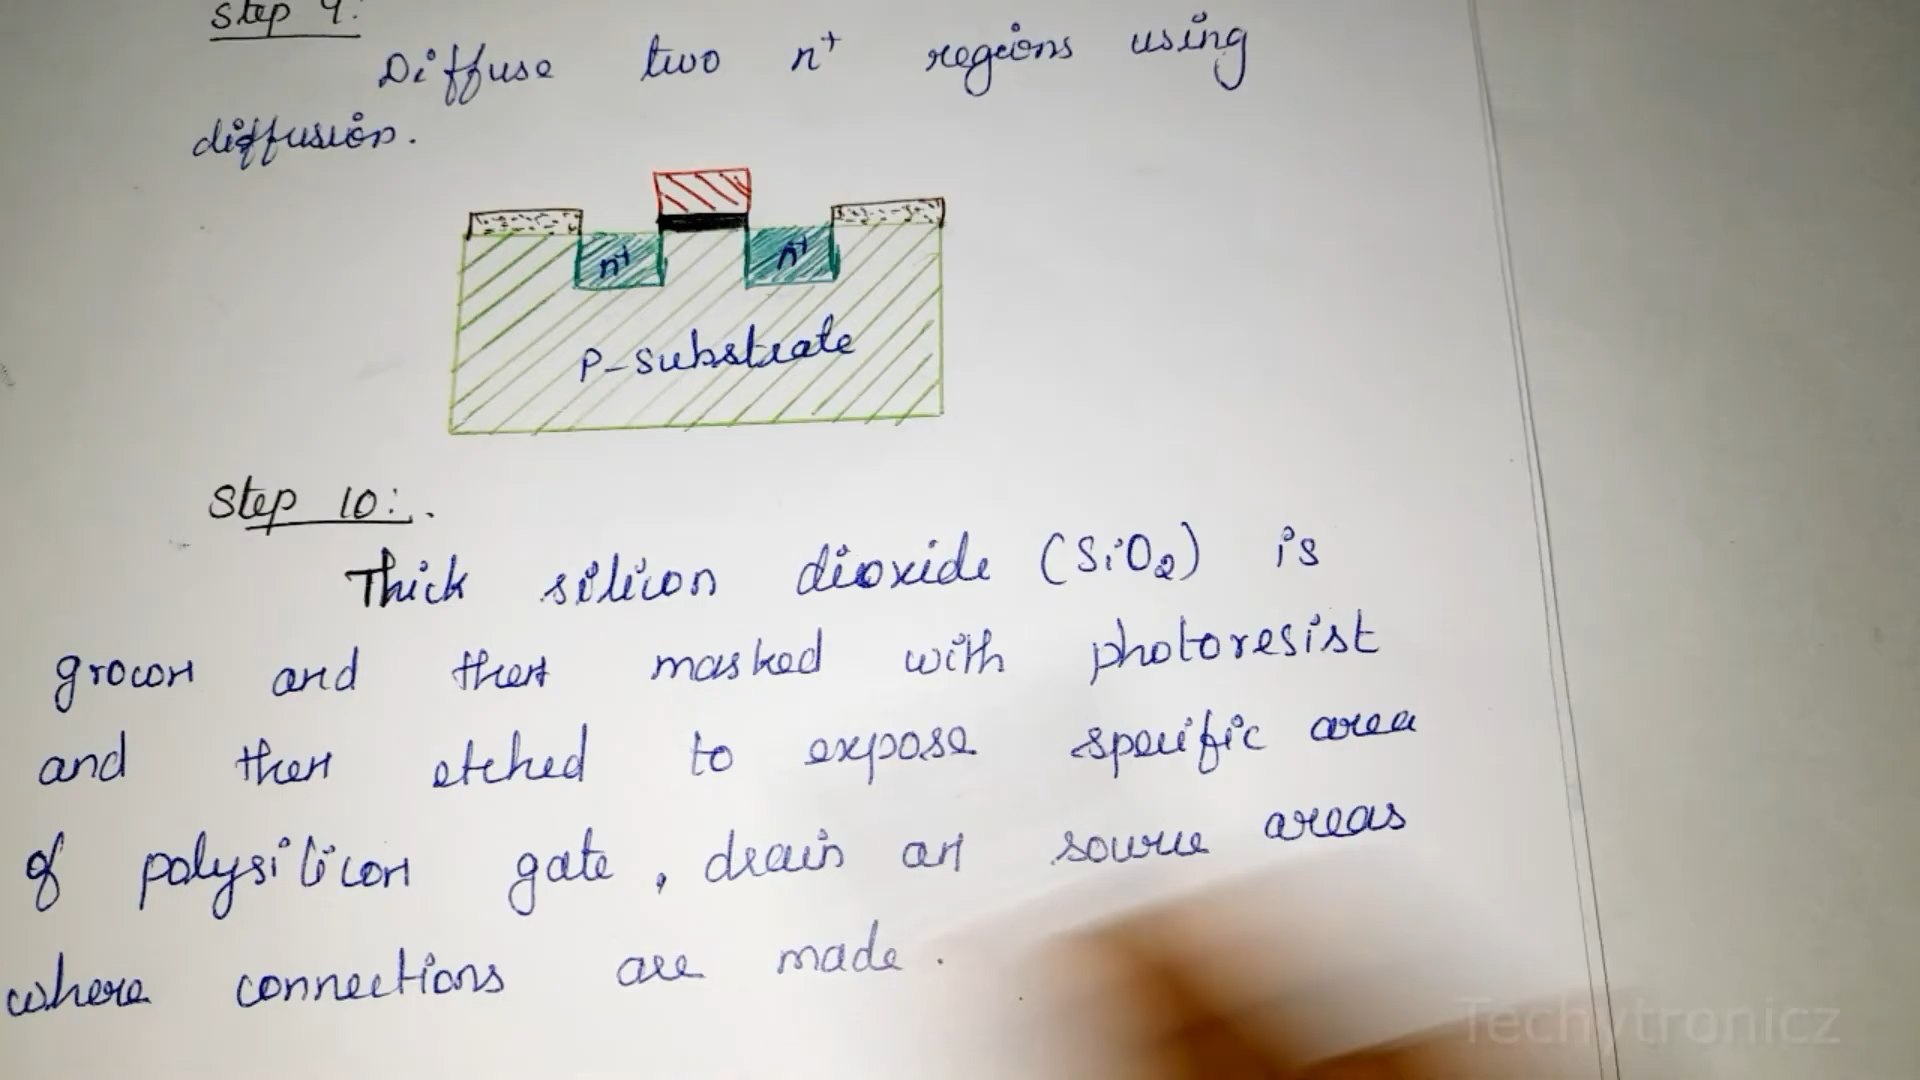 Step 9:
Diffuse two n+ regions using
diffusion.
n+ n+
P-substrate
Step 10:.
Thick silicon dioxide (SiO2) is
grown and then masked with photoresist
and then etched to expose specific area
of polysilicon gate, drain an source areas
where connections are made.
Techytronicz